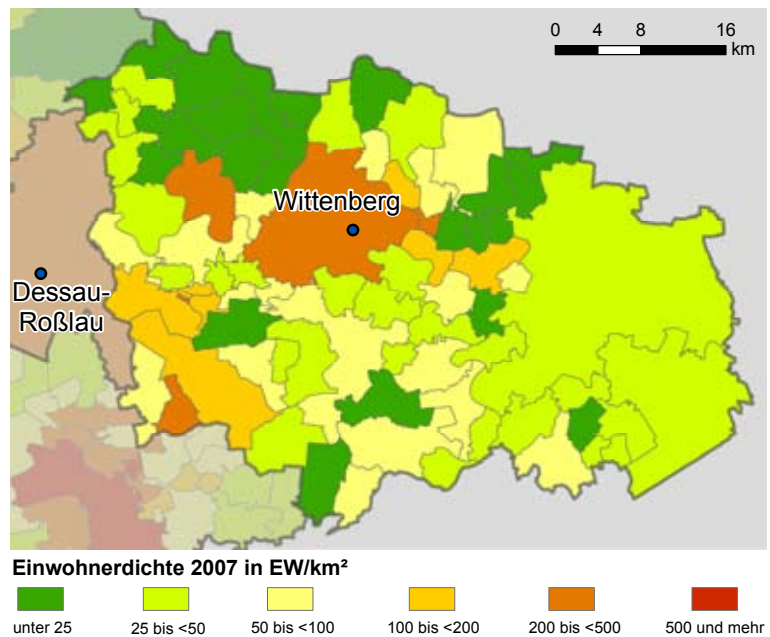 0 4 8 16
km
Wittenberg
Dessau-
Roßlau
Einwohnerdichte 2007 in EW/km²
unter 25 25 bis <50 50 bis <100 100 bis <200 200 bis <500 500 und mehr